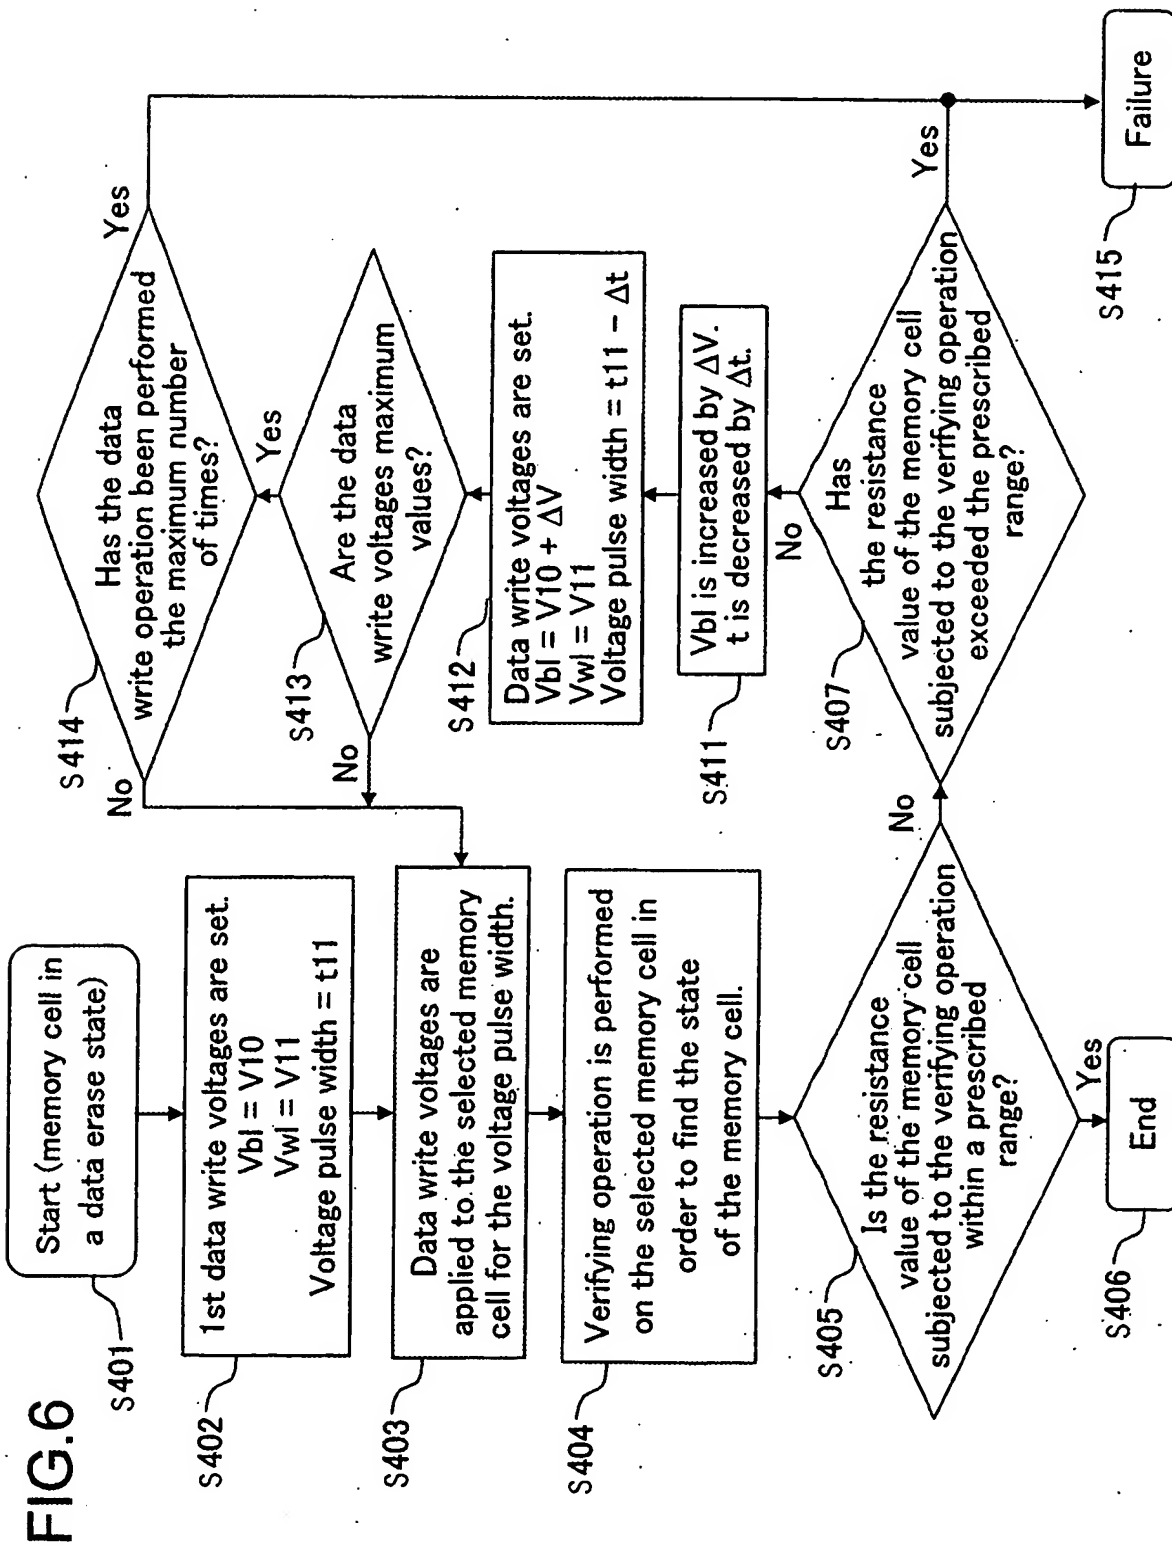 FIG.6
S401
Start (memory cell in
a data erase state)
S402
1st data write voltages are set.
Vbl = V10
Vwl = V11
Voltage pulse width = t11
S403
Data write voltages are
applied to the selected memory
cell for the voltage pulse width.
S404
Verifying operation is performed
on the selected memory cell in
order to find the state
of the memory cell.
S405
Is the resistance
value of the memory cell
subjected to the verifying operation
within a prescribed
range?
No
Yes
S406
End
S407
Has
the resistance
value of the memory cell
subjected to the verifying operation
exceeded the prescribed
range?
No
Yes
S411
Vbl is increased by ΔV.
t is decreased by Δt.
S412
Data write voltages are set.
Vbl = V10 + ΔV
Vwl = V11
Voltage pulse width = t11 - Δt
S413
Are the data
write voltages maximum
values?
No
Yes
S414
Has the data
write operation been performed
the maximum number
of times?
No
Yes
S415
Failure